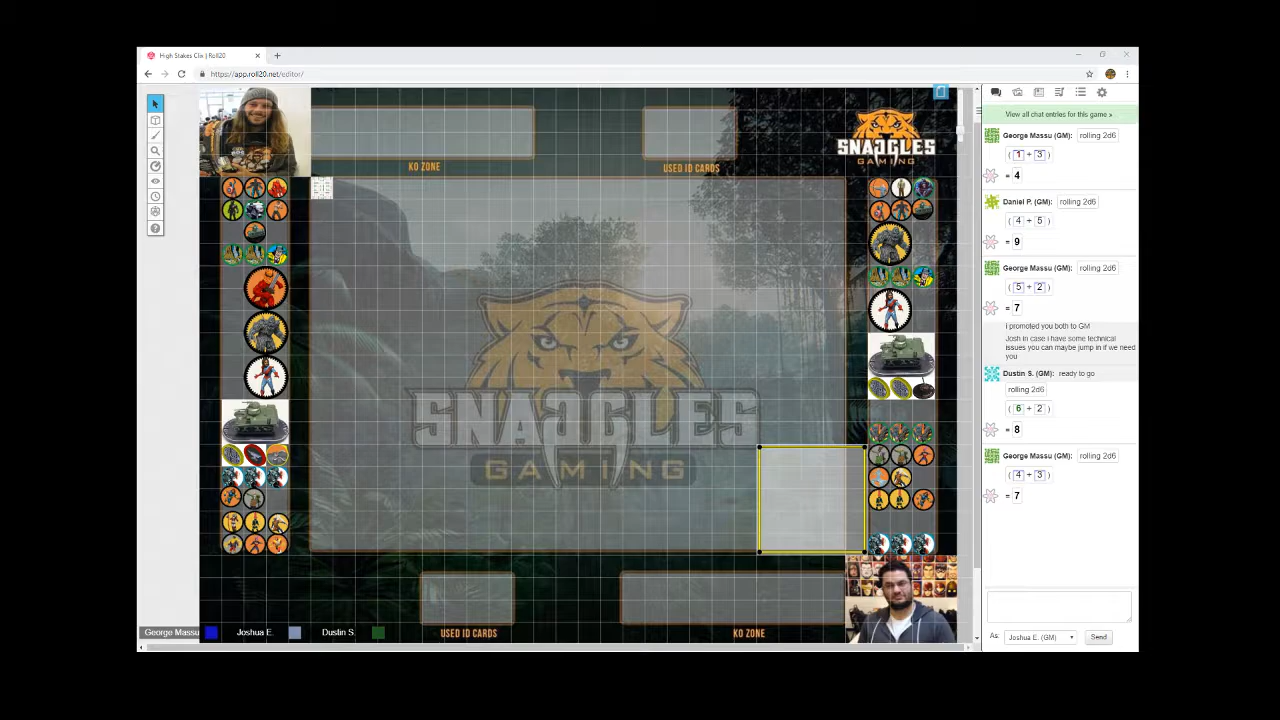 High Stakes Clix | Roll20
https://app.roll20.net/editor/
KO ZONE
USED ID CARDS
SNAGGLES
GAMING
SNAGGLES
GAMING
George Massu
Joshua E.
Dustin S.
USED ID CARDS
KO ZONE
View all chat entries for this game »
George Massu (GM): rolling 2d6
( 1 + 3 )
= 4
Daniel P. (GM): rolling 2d6
( 4 + 5 )
= 9
George Massu (GM): rolling 2d6
( 5 + 2 )
= 7
i promoted you both to GM
Josh in case i have some technical
issues you can maybe jump in if we need
you
Dustin S. (GM): ready to go
rolling 2d6
( 6 + 2 )
= 8
George Massu (GM): rolling 2d6
( 4 + 3 )
= 7
As: Joshua E. (GM) Send